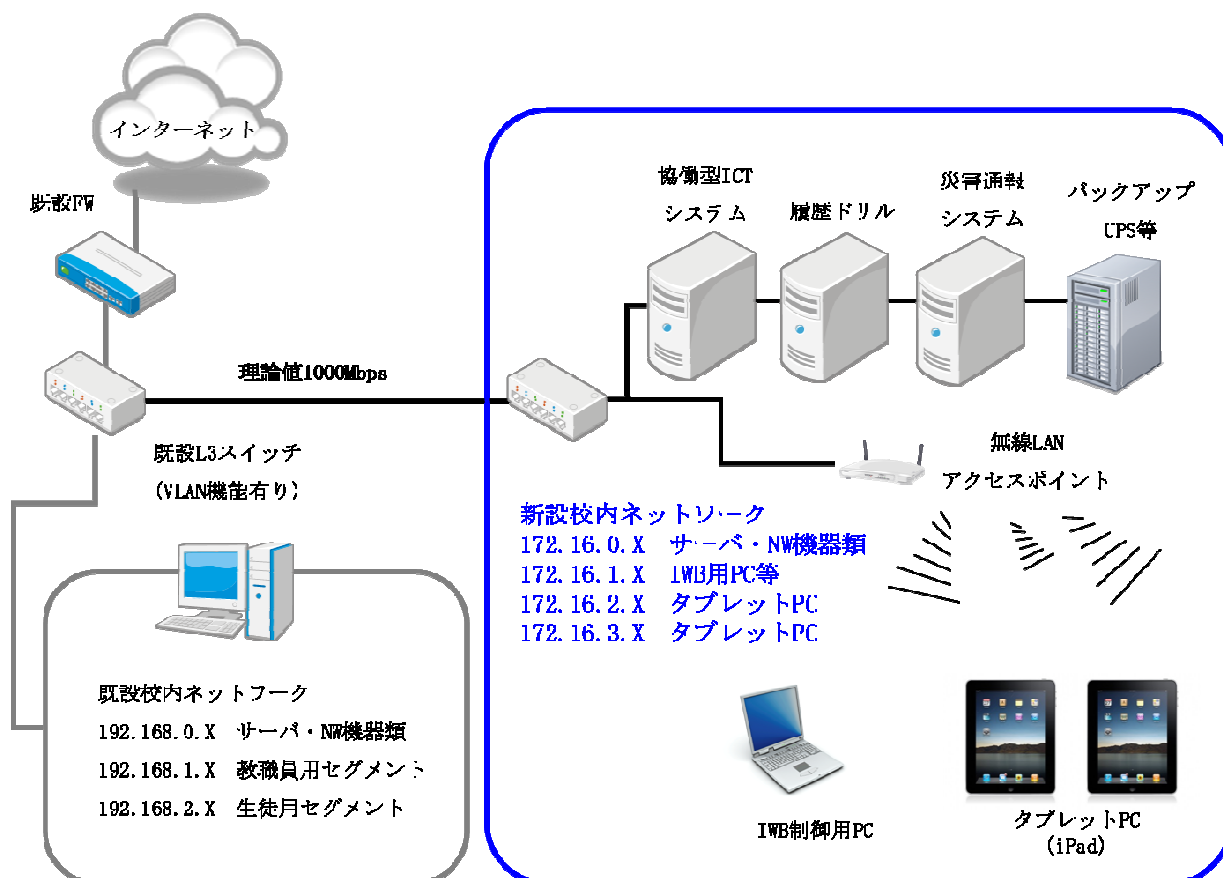 インターネット
既設FW
理論値1000Mbps
既設L3スイッチ
(VLAN機能有り)
既設校内ネットワーク
192.168.0.X サーバ・NW機器類
192.168.1.X 教職員用セグメント
192.168.2.X 生徒用セグメント
協働型ICT
システム
履歴ドリル
災害通報
システム
バックアップ
UPS等
無線LAN
アクセスポイント
新設校内ネットワーク
172.16.0.X サーバ・NW機器類
172.16.1.X IWB用PC等
172.16.2.X タブレットPC
172.16.3.X タブレットPC
IWB制御用PC
タブレットPC
(iPad)